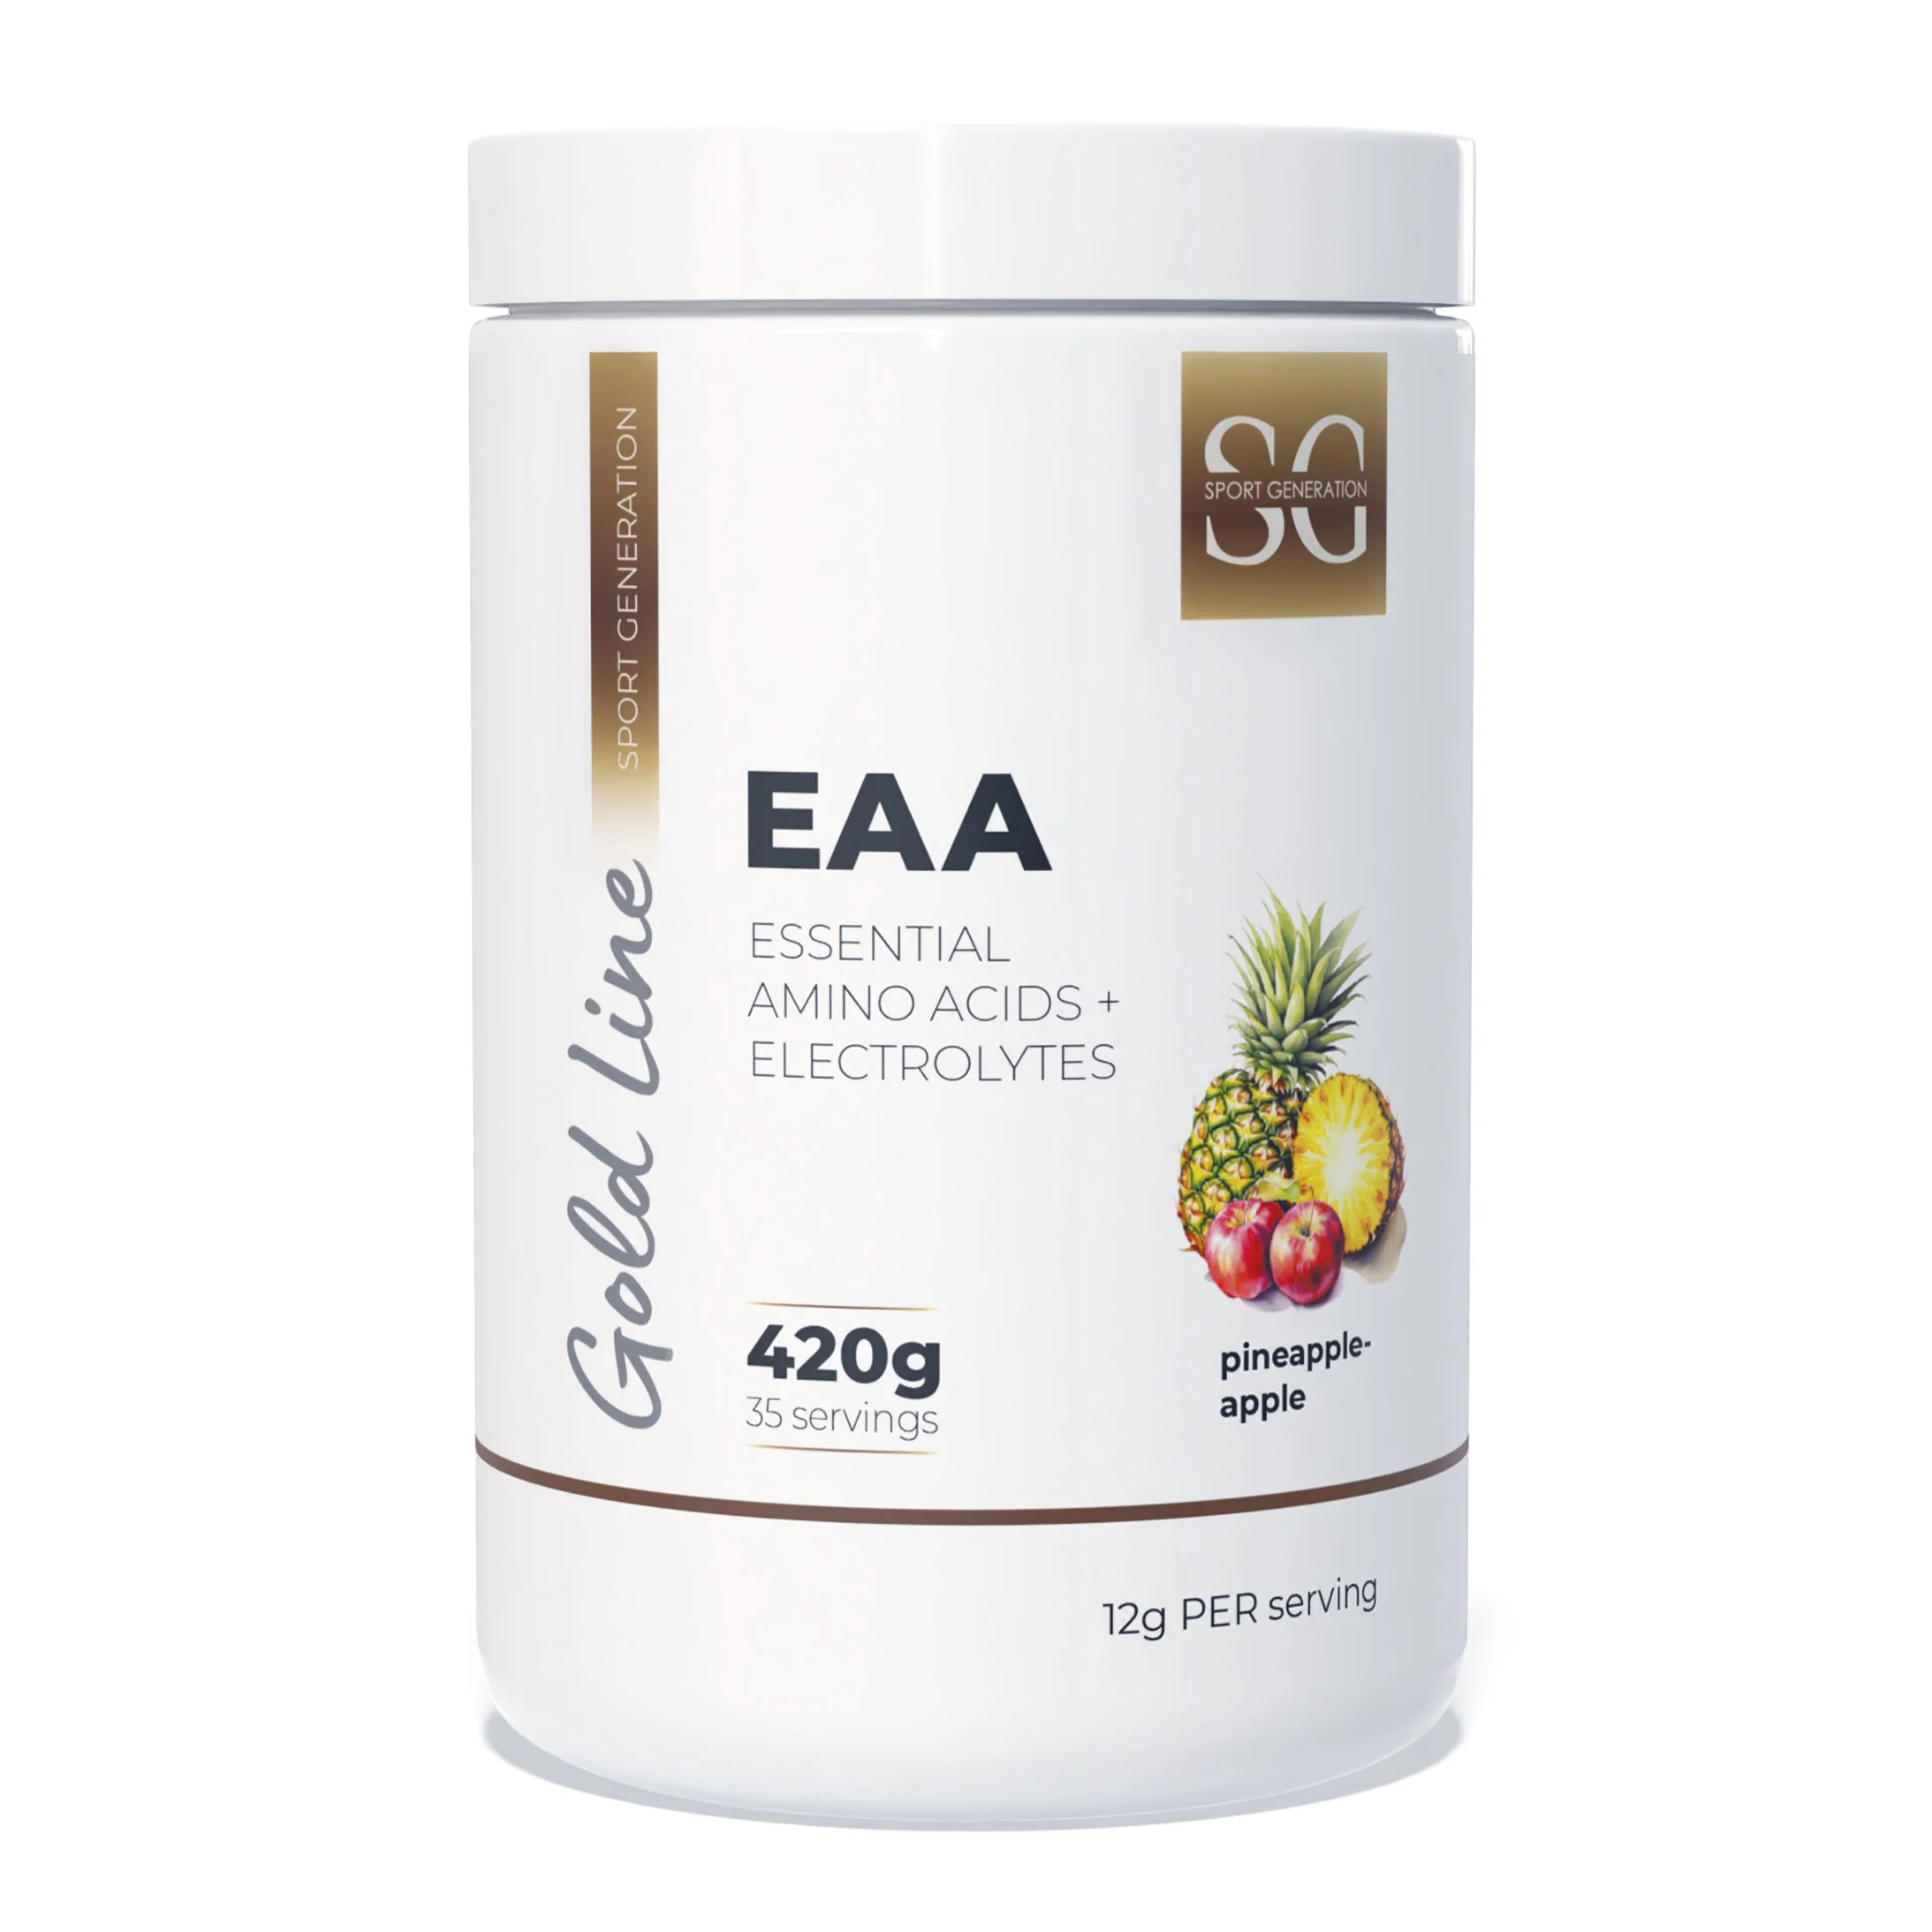 SPORT GENERATION
Gold Line
SG
SPORT GENERATION
EAA
ESSENTIAL
AMINO ACIDS +
ELECTROLYTES
420g
35 servings
pineapple-
apple
12g PER serving